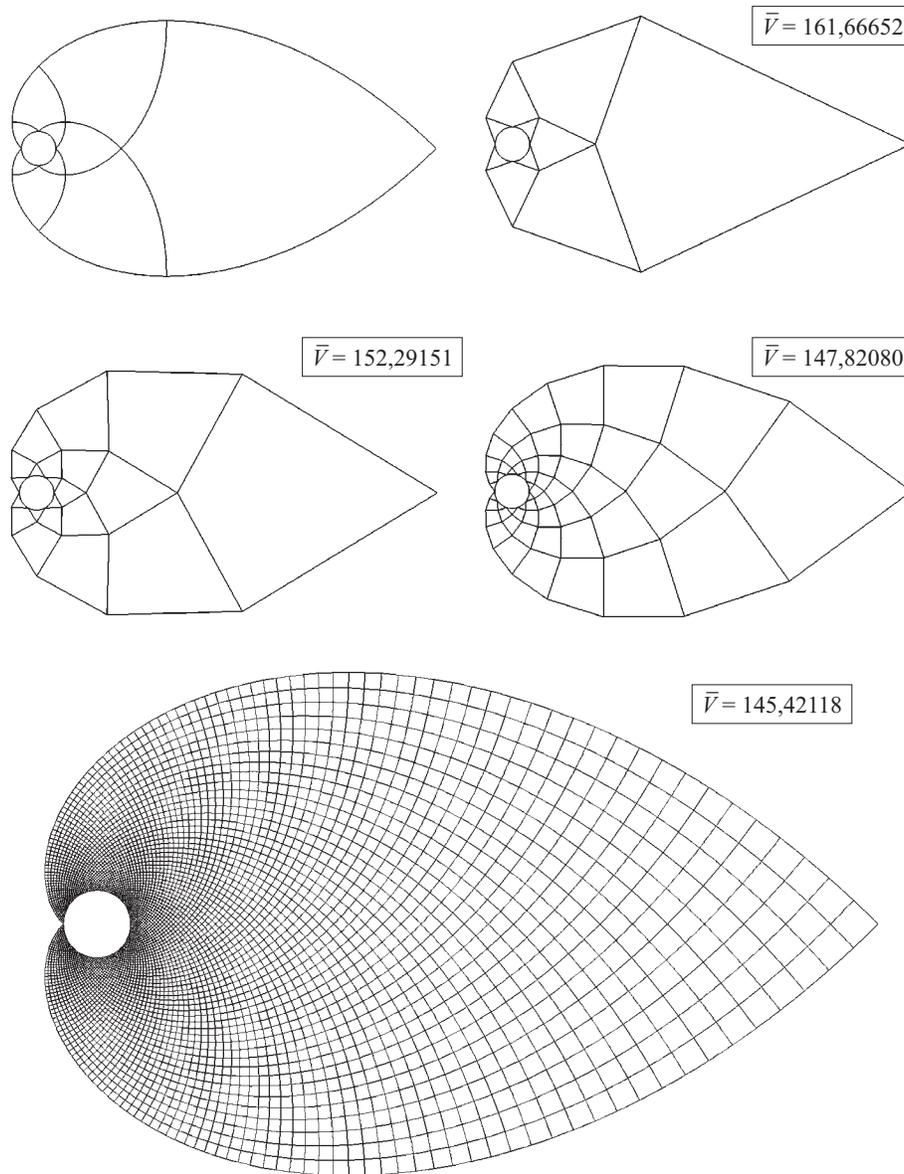 V̅ = 161,66652
V̅ = 152,29151
V̅ = 147,82080
V̅ = 145,42118